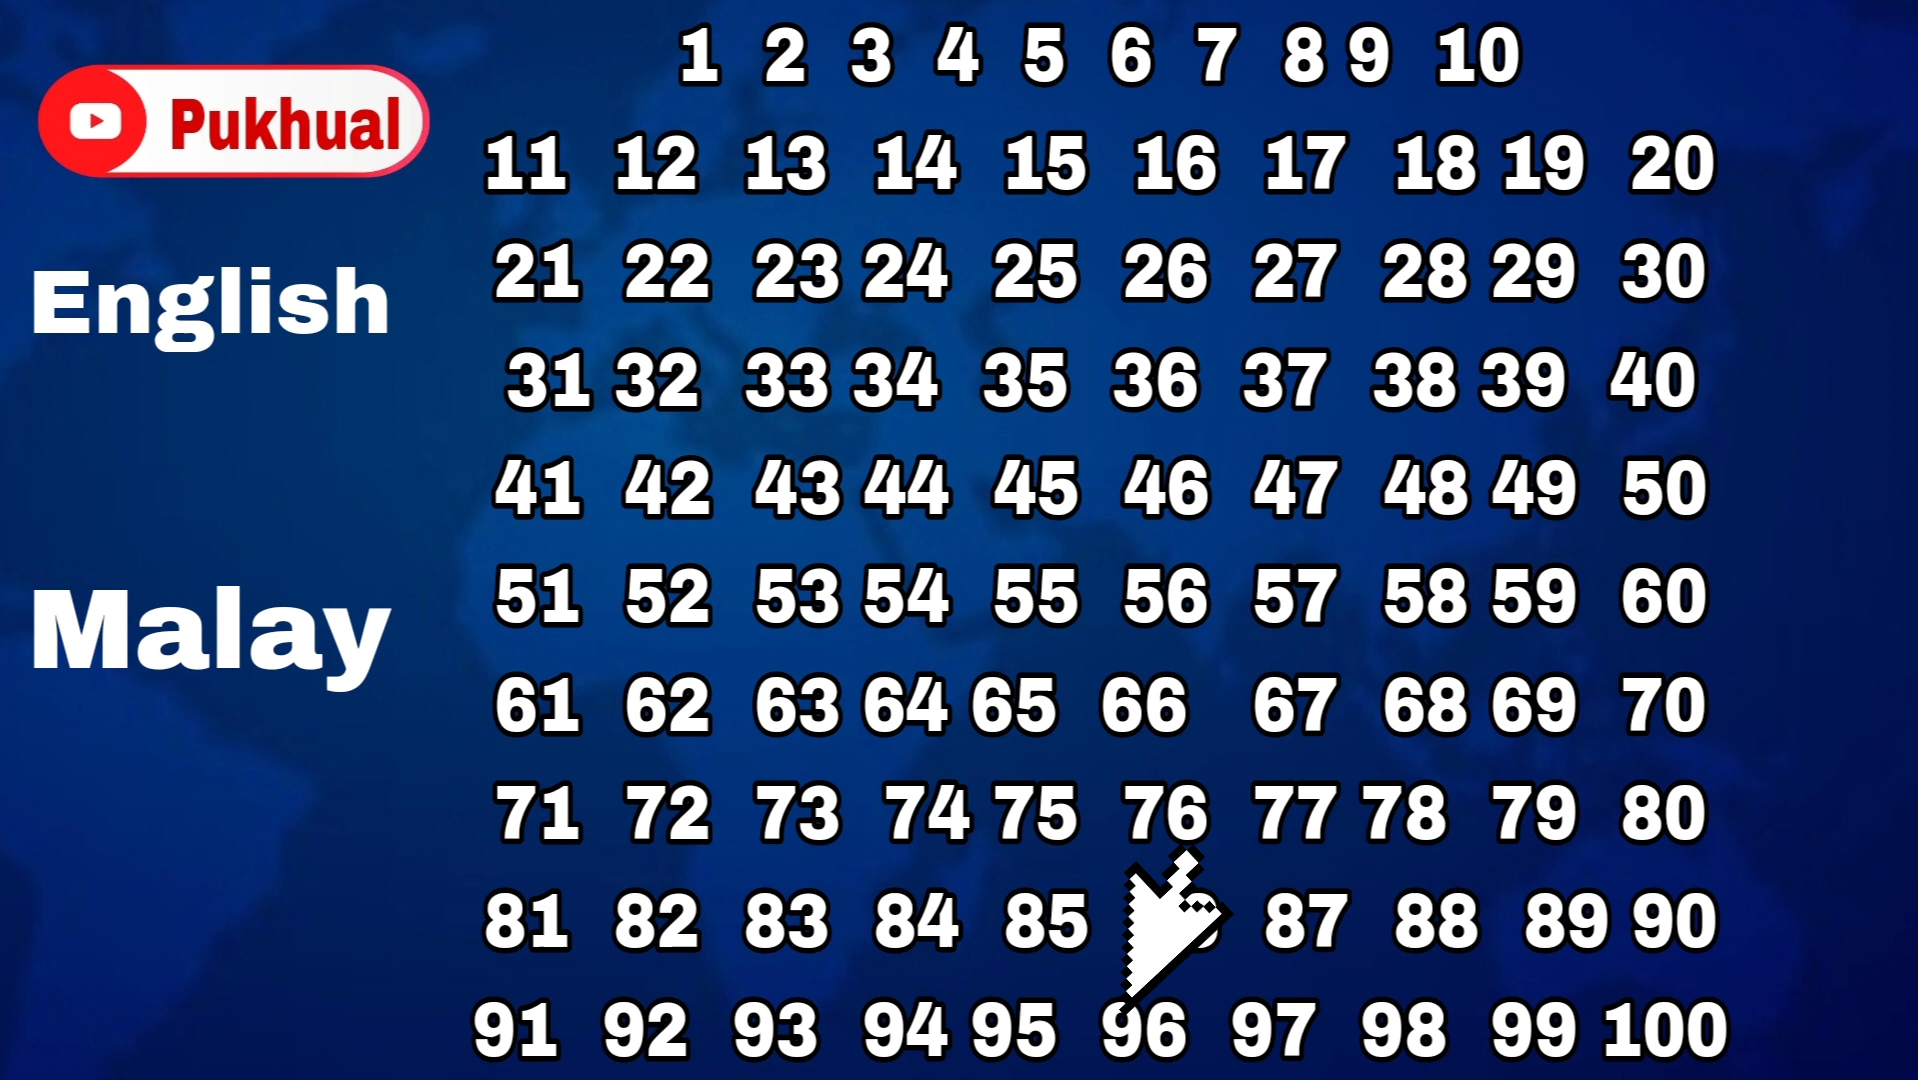 Pukhual
English
Malay
1 2 3 4 5 6 7 8 9 10
11 12 13 14 15 16 17 18 19 20
21 22 23 24 25 26 27 28 29 30
31 32 33 34 35 36 37 38 39 40
41 42 43 44 45 46 47 48 49 50
51 52 53 54 55 56 57 58 59 60
61 62 63 64 65 66 67 68 69 70
71 72 73 74 75 76 77 78 79 80
81 82 83 84 85 87 88 89 90
91 92 93 94 95 96 97 98 99 100